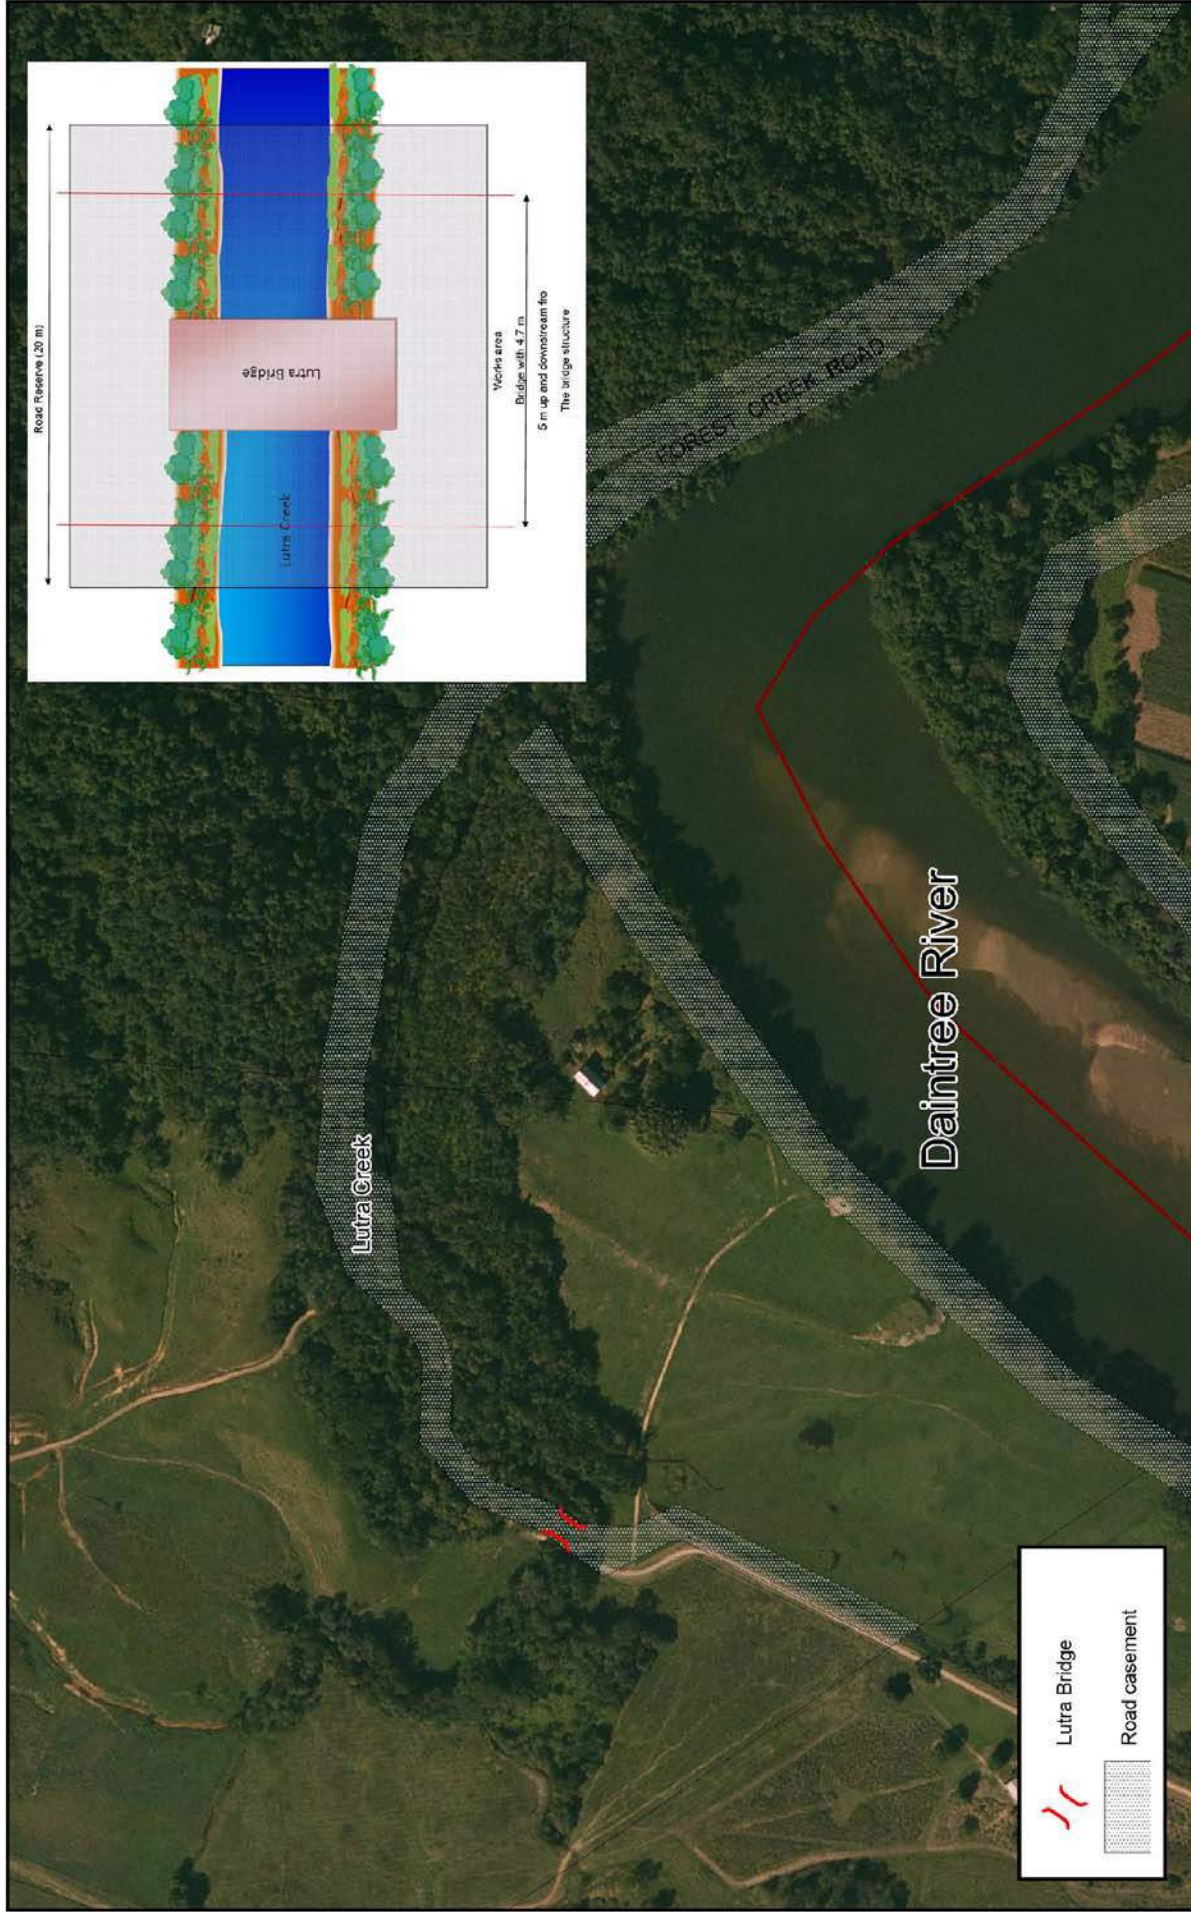 Road Reserve (20 m)
Lutra Bridge
Lutra Creek
Works area
Bridge with 4.7 m
5 m up and downstream fro
The bridge structure
FOREST CREEK ROAD
Lutra Creek
Daintree River
Lutra Bridge
Road casement